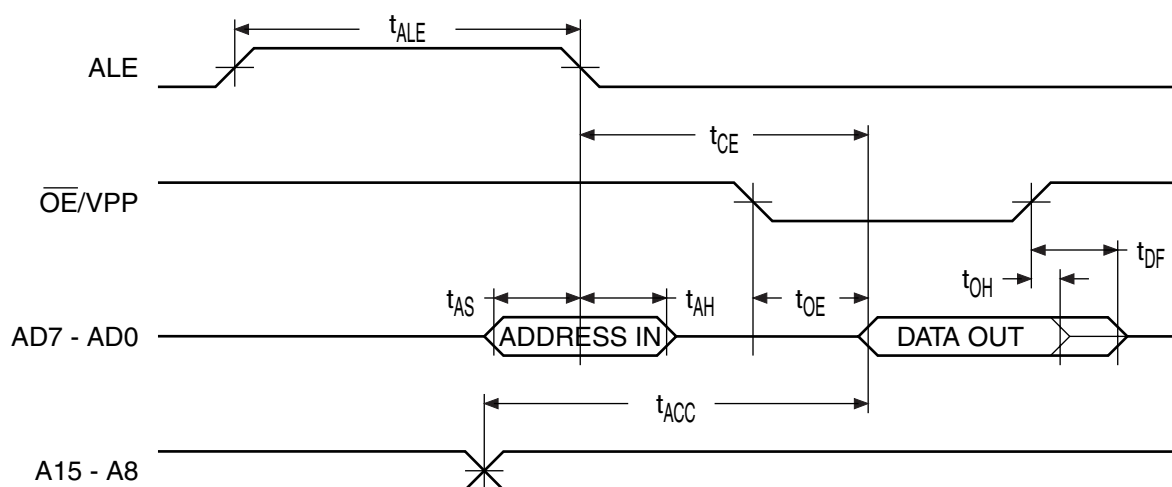 tALE
ALE
tCE
OE/VPP
tDF
tOH
tAS
tAH
tOE
AD7 - AD0
ADDRESS IN
DATA OUT
tACC
A15 - A8